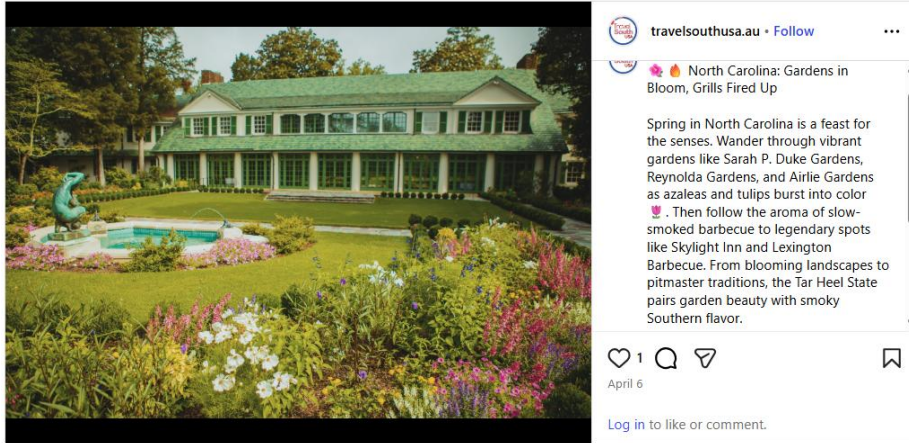 Travel
South
USA
travelsouthusa.au • Follow
🌺 🔥 North Carolina: Gardens in
Bloom, Grills Fired Up
Spring in North Carolina is a feast for
the senses. Wander through vibrant
gardens like Sarah P. Duke Gardens,
Reynolda Gardens, and Airlie Gardens
as azaleas and tulips burst into color
🌷. Then follow the aroma of slow-
smoked barbecue to legendary spots
like Skylight Inn and Lexington
Barbecue. From blooming landscapes to
pitmaster traditions, the Tar Heel State
pairs garden beauty with smoky
Southern flavor.
1
April 6
Log in to like or comment.